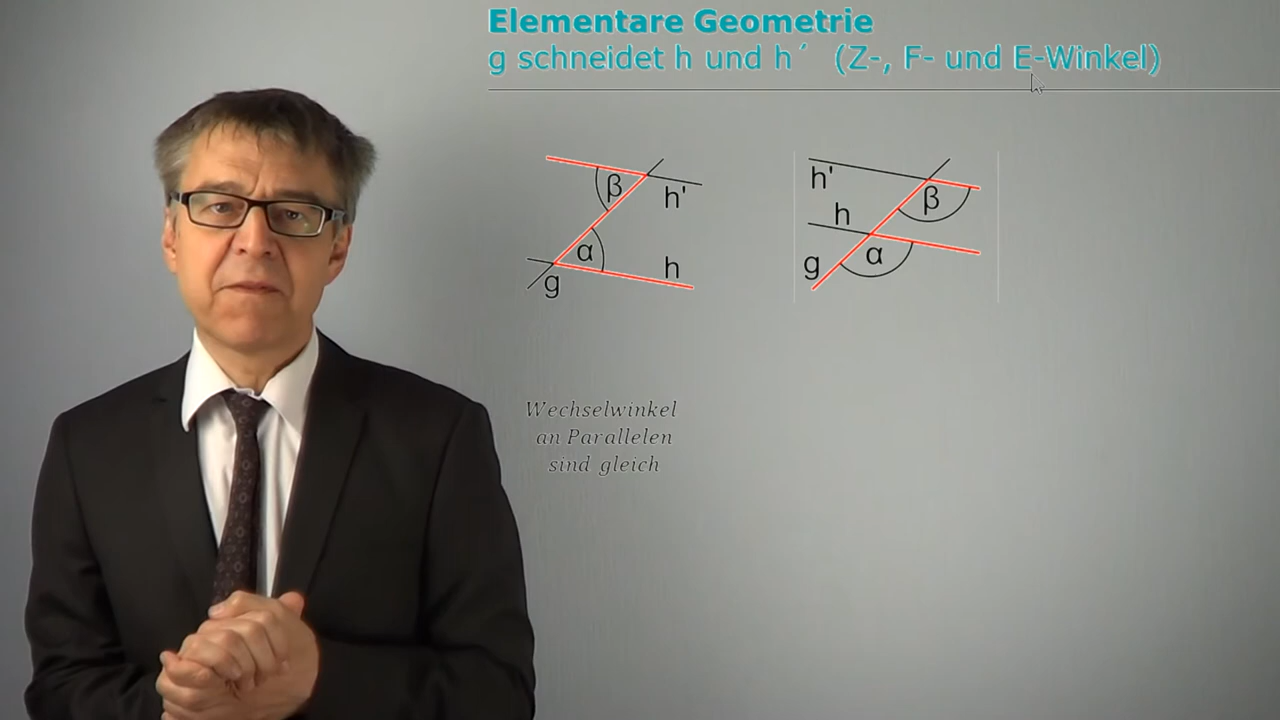 Elementare Geometrie
g schneidet h und h´ (Z-, F- und E-Winkel)
β
h'
α
h
g
h'
β
h
α
g
Wechselwinkel
an Parallelen
sind gleich